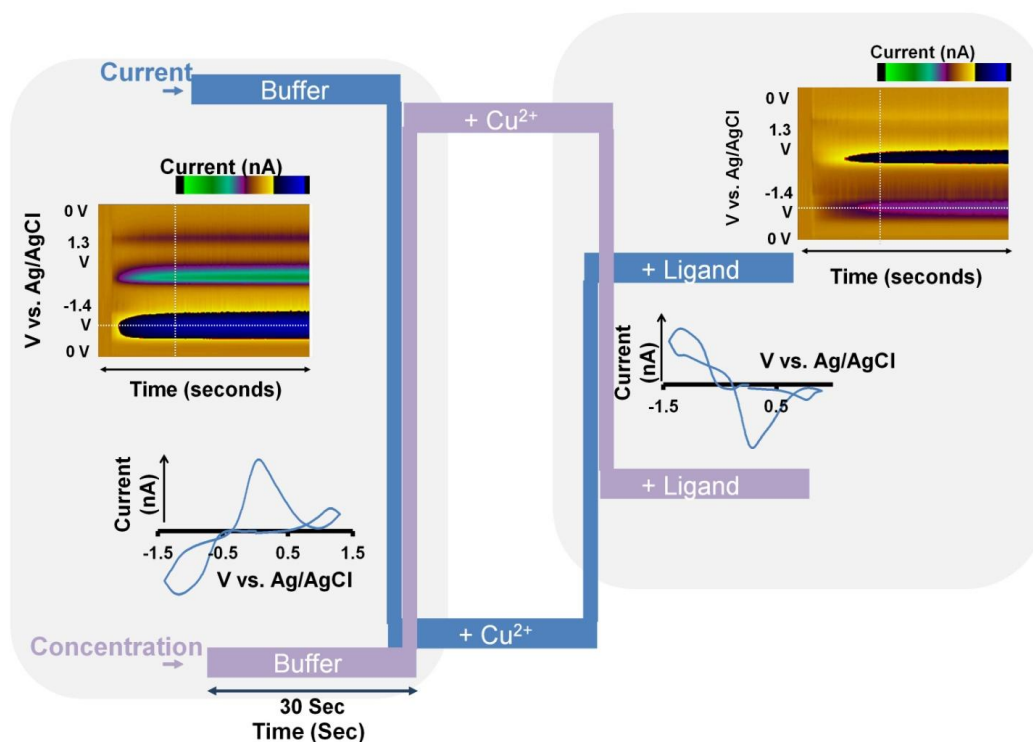 Current
Buffer
+ Cu²⁺
Current (nA)
V vs. Ag/AgCl
0 V
1.3
V
-1.4
V
0 V
Time (seconds)
Current (nA)
V vs. Ag/AgCl
0 V
1.3
V
-1.4
V
0 V
Time (seconds)
+ Ligand
Current
(nA)
V vs. Ag/AgCl
-1.5
0.5
+ Ligand
Current
(nA)
-1.5
-0.5
0.5
1.5
V vs. Ag/AgCl
+ Cu²⁺
Concentration
Buffer
30 Sec
Time (Sec)